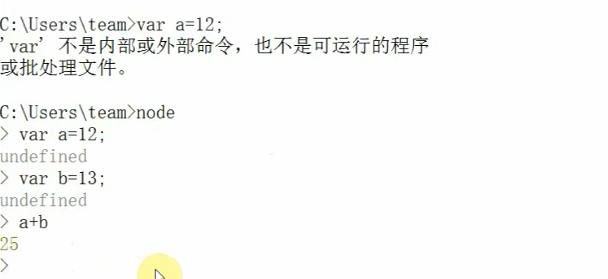 C:\Users\team>var a=12;
'var' 不是内部或外部命令，也不是可运行的程序
或批处理文件。
C:\Users\team>node
> var a=12;
undefined
> var b=13;
undefined
> a+b
25
>